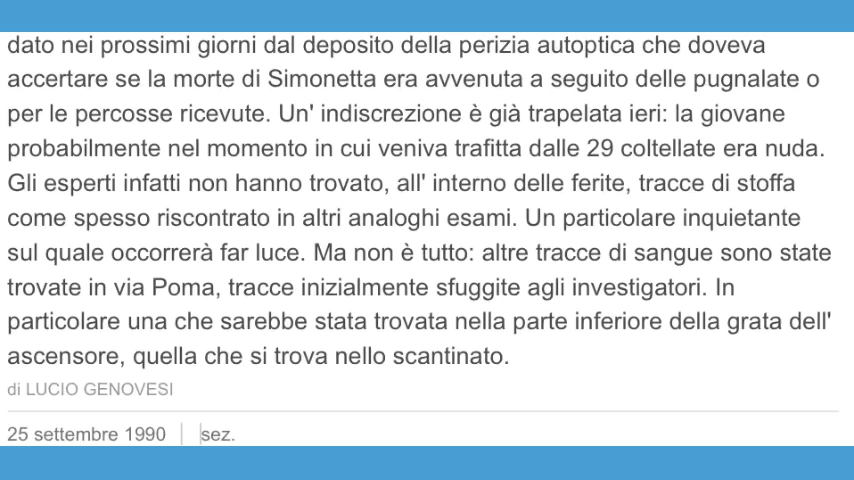 dato nei prossimi giorni dal deposito della perizia autoptica che doveva
accertare se la morte di Simonetta era avvenuta a seguito delle pugnalate o
per le percosse ricevute. Un' indiscrezione è già trapelata ieri: la giovane
probabilmente nel momento in cui veniva trafitta dalle 29 coltellate era nuda.
Gli esperti infatti non hanno trovato, all' interno delle ferite, tracce di stoffa
come spesso riscontrato in altri analoghi esami. Un particolare inquietante
sul quale occorrerà far luce. Ma non è tutto: altre tracce di sangue sono state
trovate in via Poma, tracce inizialmente sfuggite agli investigatori. In
particolare una che sarebbe stata trovata nella parte inferiore della grata dell'
ascensore, quella che si trova nello scantinato.
di LUCIO GENOVESI
25 settembre 1990 sez.